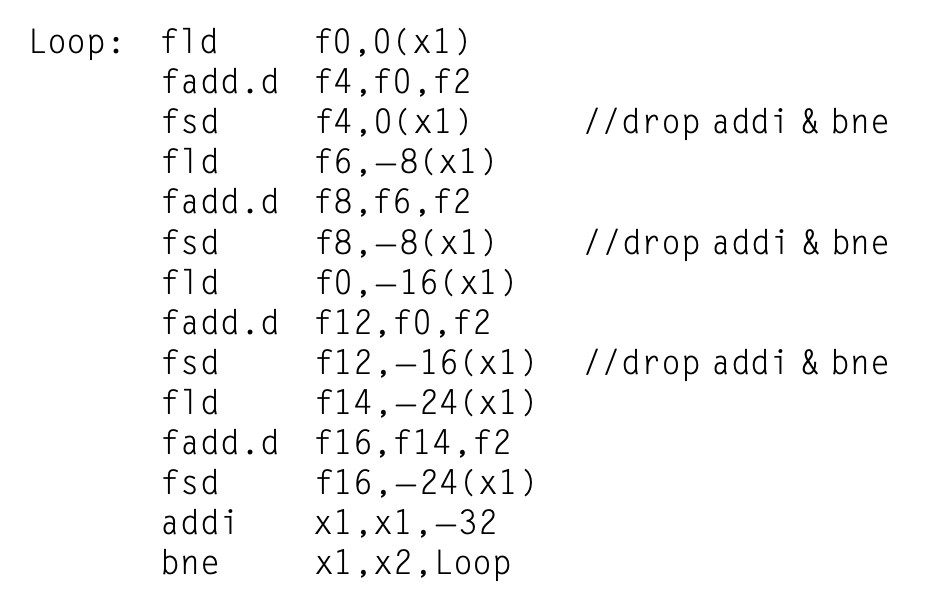 Loop: fld f0,0(x1)
fadd.d f4,f0,f2
fsd f4,0(x1) //drop addi & bne
fld f6,–8(x1)
fadd.d f8,f6,f2
fsd f8,–8(x1) //drop addi & bne
fld f0,–16(x1)
fadd.d f12,f0,f2
fsd f12,–16(x1) //drop addi & bne
fld f14,–24(x1)
fadd.d f16,f14,f2
fsd f16,–24(x1)
addi x1,x1,–32
bne x1,x2,Loop